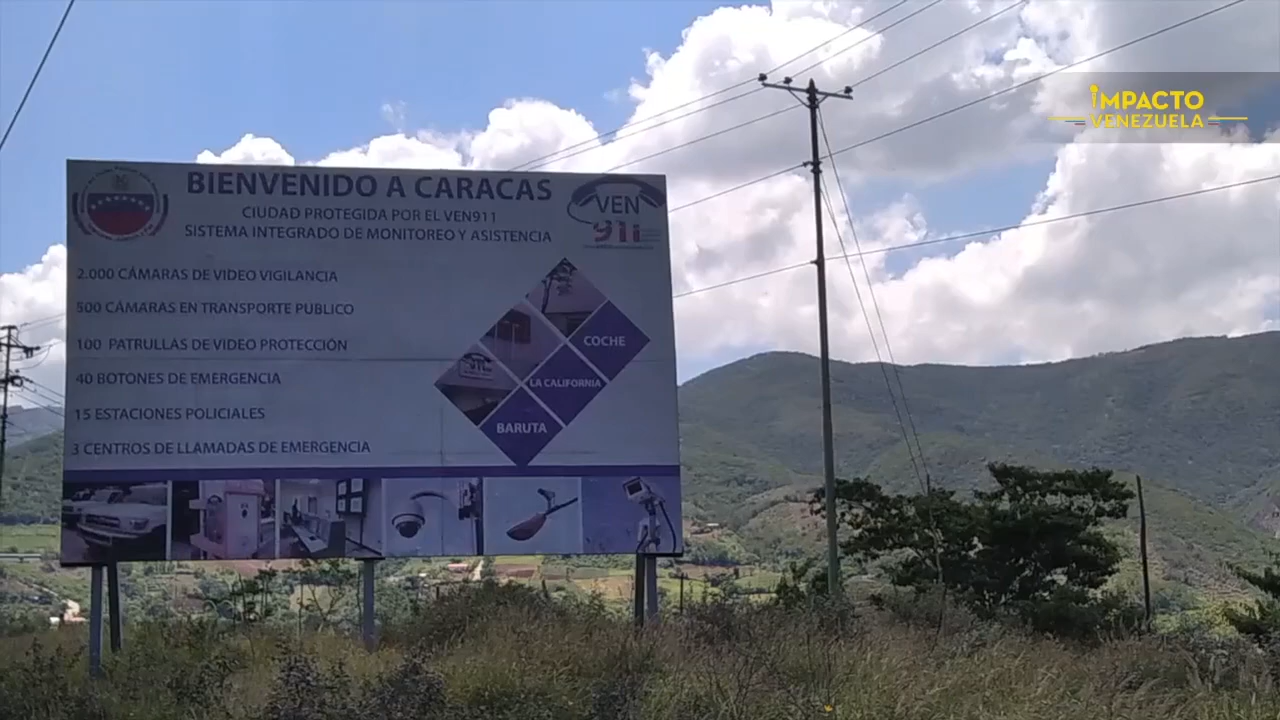 BIENVENIDO A CARACAS
CIUDAD PROTEGIDA POR EL VEN911
SISTEMA INTEGRADO DE MONITOREO Y ASISTENCIA
VEN
911
2.000 CÁMARAS DE VIDEO VIGILANCIA
500 CÁMARAS EN TRANSPORTE PUBLICO
100 PATRULLAS DE VIDEO PROTECCIÓN
40 BOTONES DE EMERGENCIA
15 ESTACIONES POLICIALES
3 CENTROS DE LLAMADAS DE EMERGENCIA
COCHE
LA CALIFORNIA
BARUTA
IMPACTO
VENEZUELA